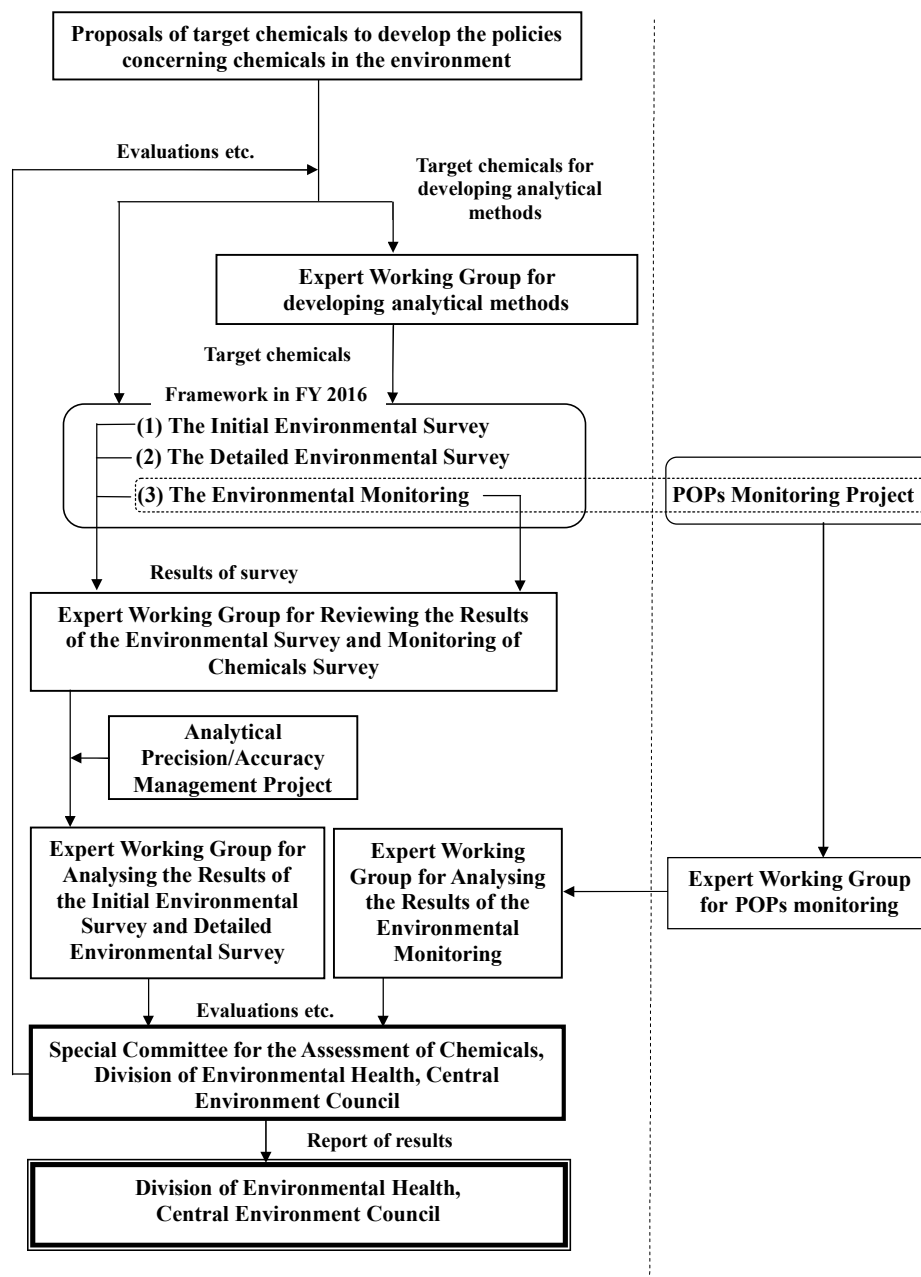 Proposals of target chemicals to develop the policies
concerning chemicals in the environment
Evaluations etc.
Target chemicals for
developing analytical
methods
Expert Working Group for
developing analytical methods
Target chemicals
Framework in FY 2016
(1) The Initial Environmental Survey
(2) The Detailed Environmental Survey
(3) The Environmental Monitoring
POPs Monitoring Project
Results of survey
Expert Working Group for Reviewing the Results
of the Environmental Survey and Monitoring of
Chemicals Survey
Analytical
Precision/Accuracy
Management Project
Expert Working Group for
Analysing the Results of
the Initial Environmental
Survey and Detailed
Environmental Survey
Expert Working
Group for Analysing
the Results of the
Environmental
Monitoring
Expert Working Group
for POPs monitoring
Evaluations etc.
Special Committee for the Assessment of Chemicals,
Division of Environmental Health, Central
Environment Council
Report of results
Division of Environmental Health,
Central Environment Council